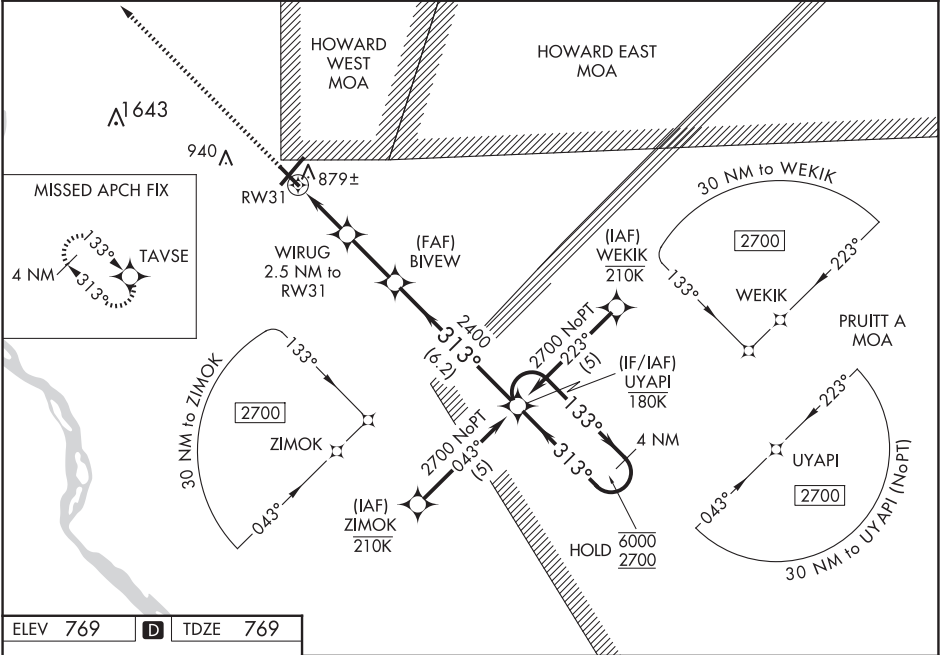 HOWARD
WEST
MOA
HOWARD EAST
MOA
1643
940
879±
RW31
MISSED APCH FIX
133°
TAVSE
4 NM
313°
WIRUG
2.5 NM to
RW31
(FAF)
BIVEW
(IAF)
WEKIK
210K
30 NM to WEKIK
2700
223°
133°
WEKIK
PRUITT A
MOA
2400
313°
(6.2)
2700 NoPT
223°
(5)
(IF/IAF)
UYAPI
180K
133°
313°
4 NM
30 NM to ZIMOK
133°
2700
ZIMOK
043°
2700 NoPT
043°
(5)
(IAF)
ZIMOK
210K
HOLD 6000
2700
223°
UYAPI
2700
043°
30 NM to UYAPI (NoPT)
ELEV 769 D TDZE 769